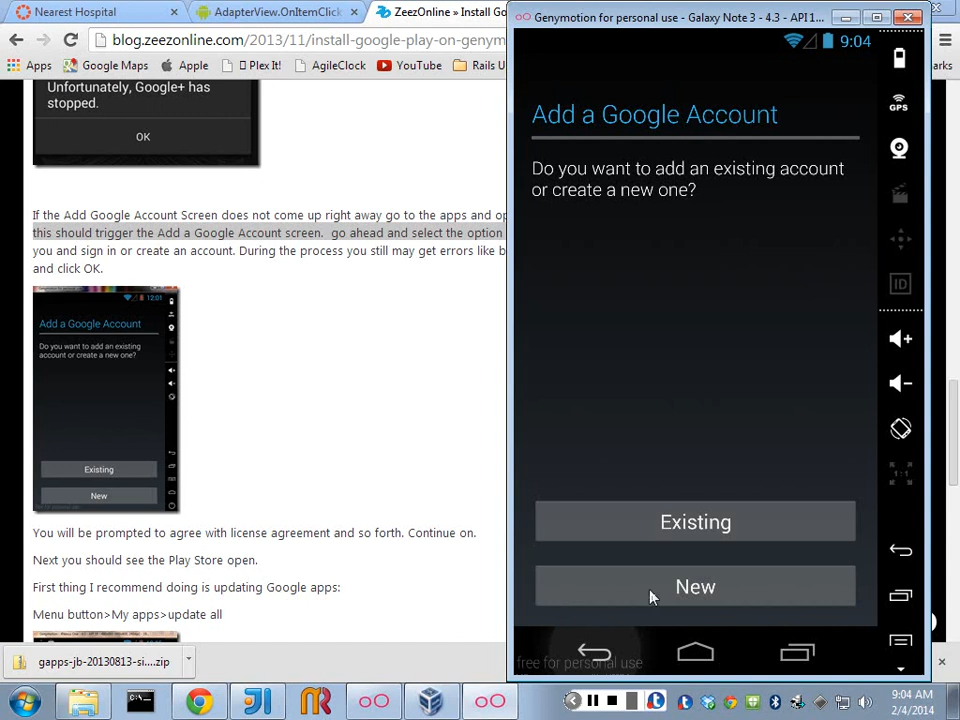 Nearest Hospital
AdapterView.OnItemClick
ZeezOnline » Install Go
Genymotion for personal use - Galaxy Note 3 - 4.3 - API 1...
blog.zeezonline.com/2013/11/install-google-play-on-genym
Apps
Google Maps
Apple
Plex It!
AgileClock
YouTube
Rails U
arks
Unfortunately, Google+ has
stopped.
OK
If the Add Google Account Screen does not come up right away go to the apps and op
this should trigger the Add a Google Account screen. go ahead and select the option
you and sign in or create an account. During the process you still may get errors like b
and click OK.
12:01
Add a Google Account
Do you want to add an existing
account or create a new one?
Existing
New
You will be prompted to agree with license agreement and so forth. Continue on.
Next you should see the Play Store open.
First thing I recommend doing is updating Google apps:
Menu button>My apps>update all
9:04
Add a Google Account
Do you want to add an existing account
or create a new one?
Existing
New
free for personal use
GPS
ID
1:1
gapps-jb-20130813-si....zip
9:04 AM
2/4/2014